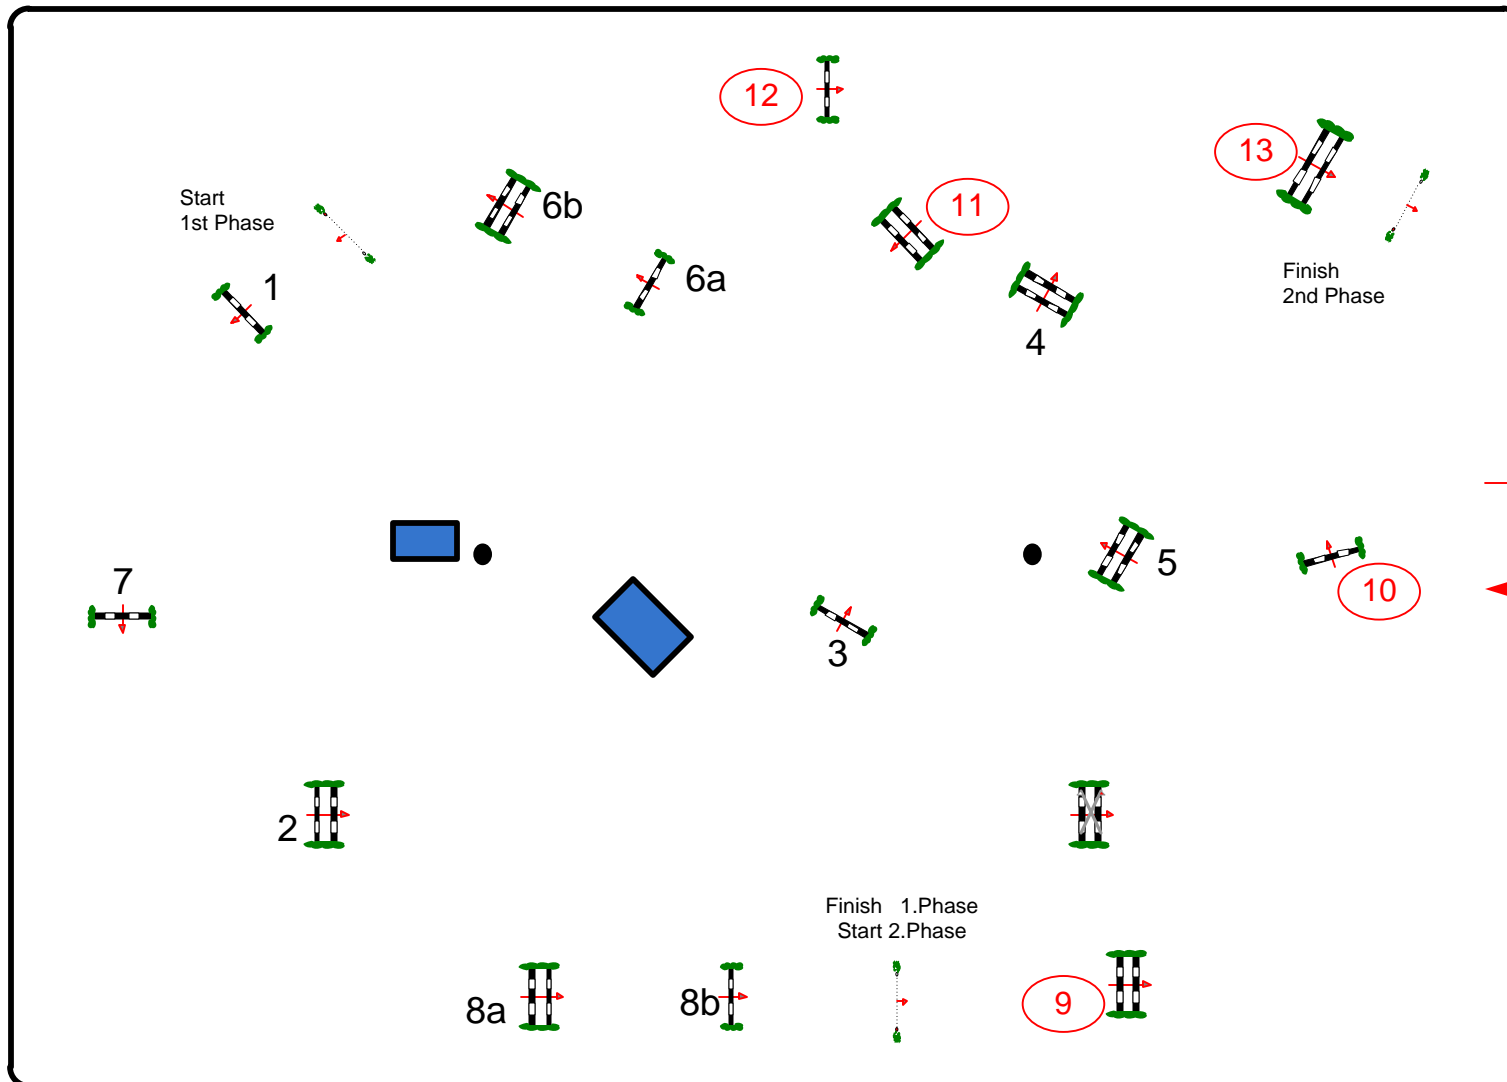 12
13
11
Start
1st Phase
6b
6a
1
Finish
2nd Phase
4
5
7
10
3
2
Finish 1.Phase
Start 2.Phase
8a
8b
9